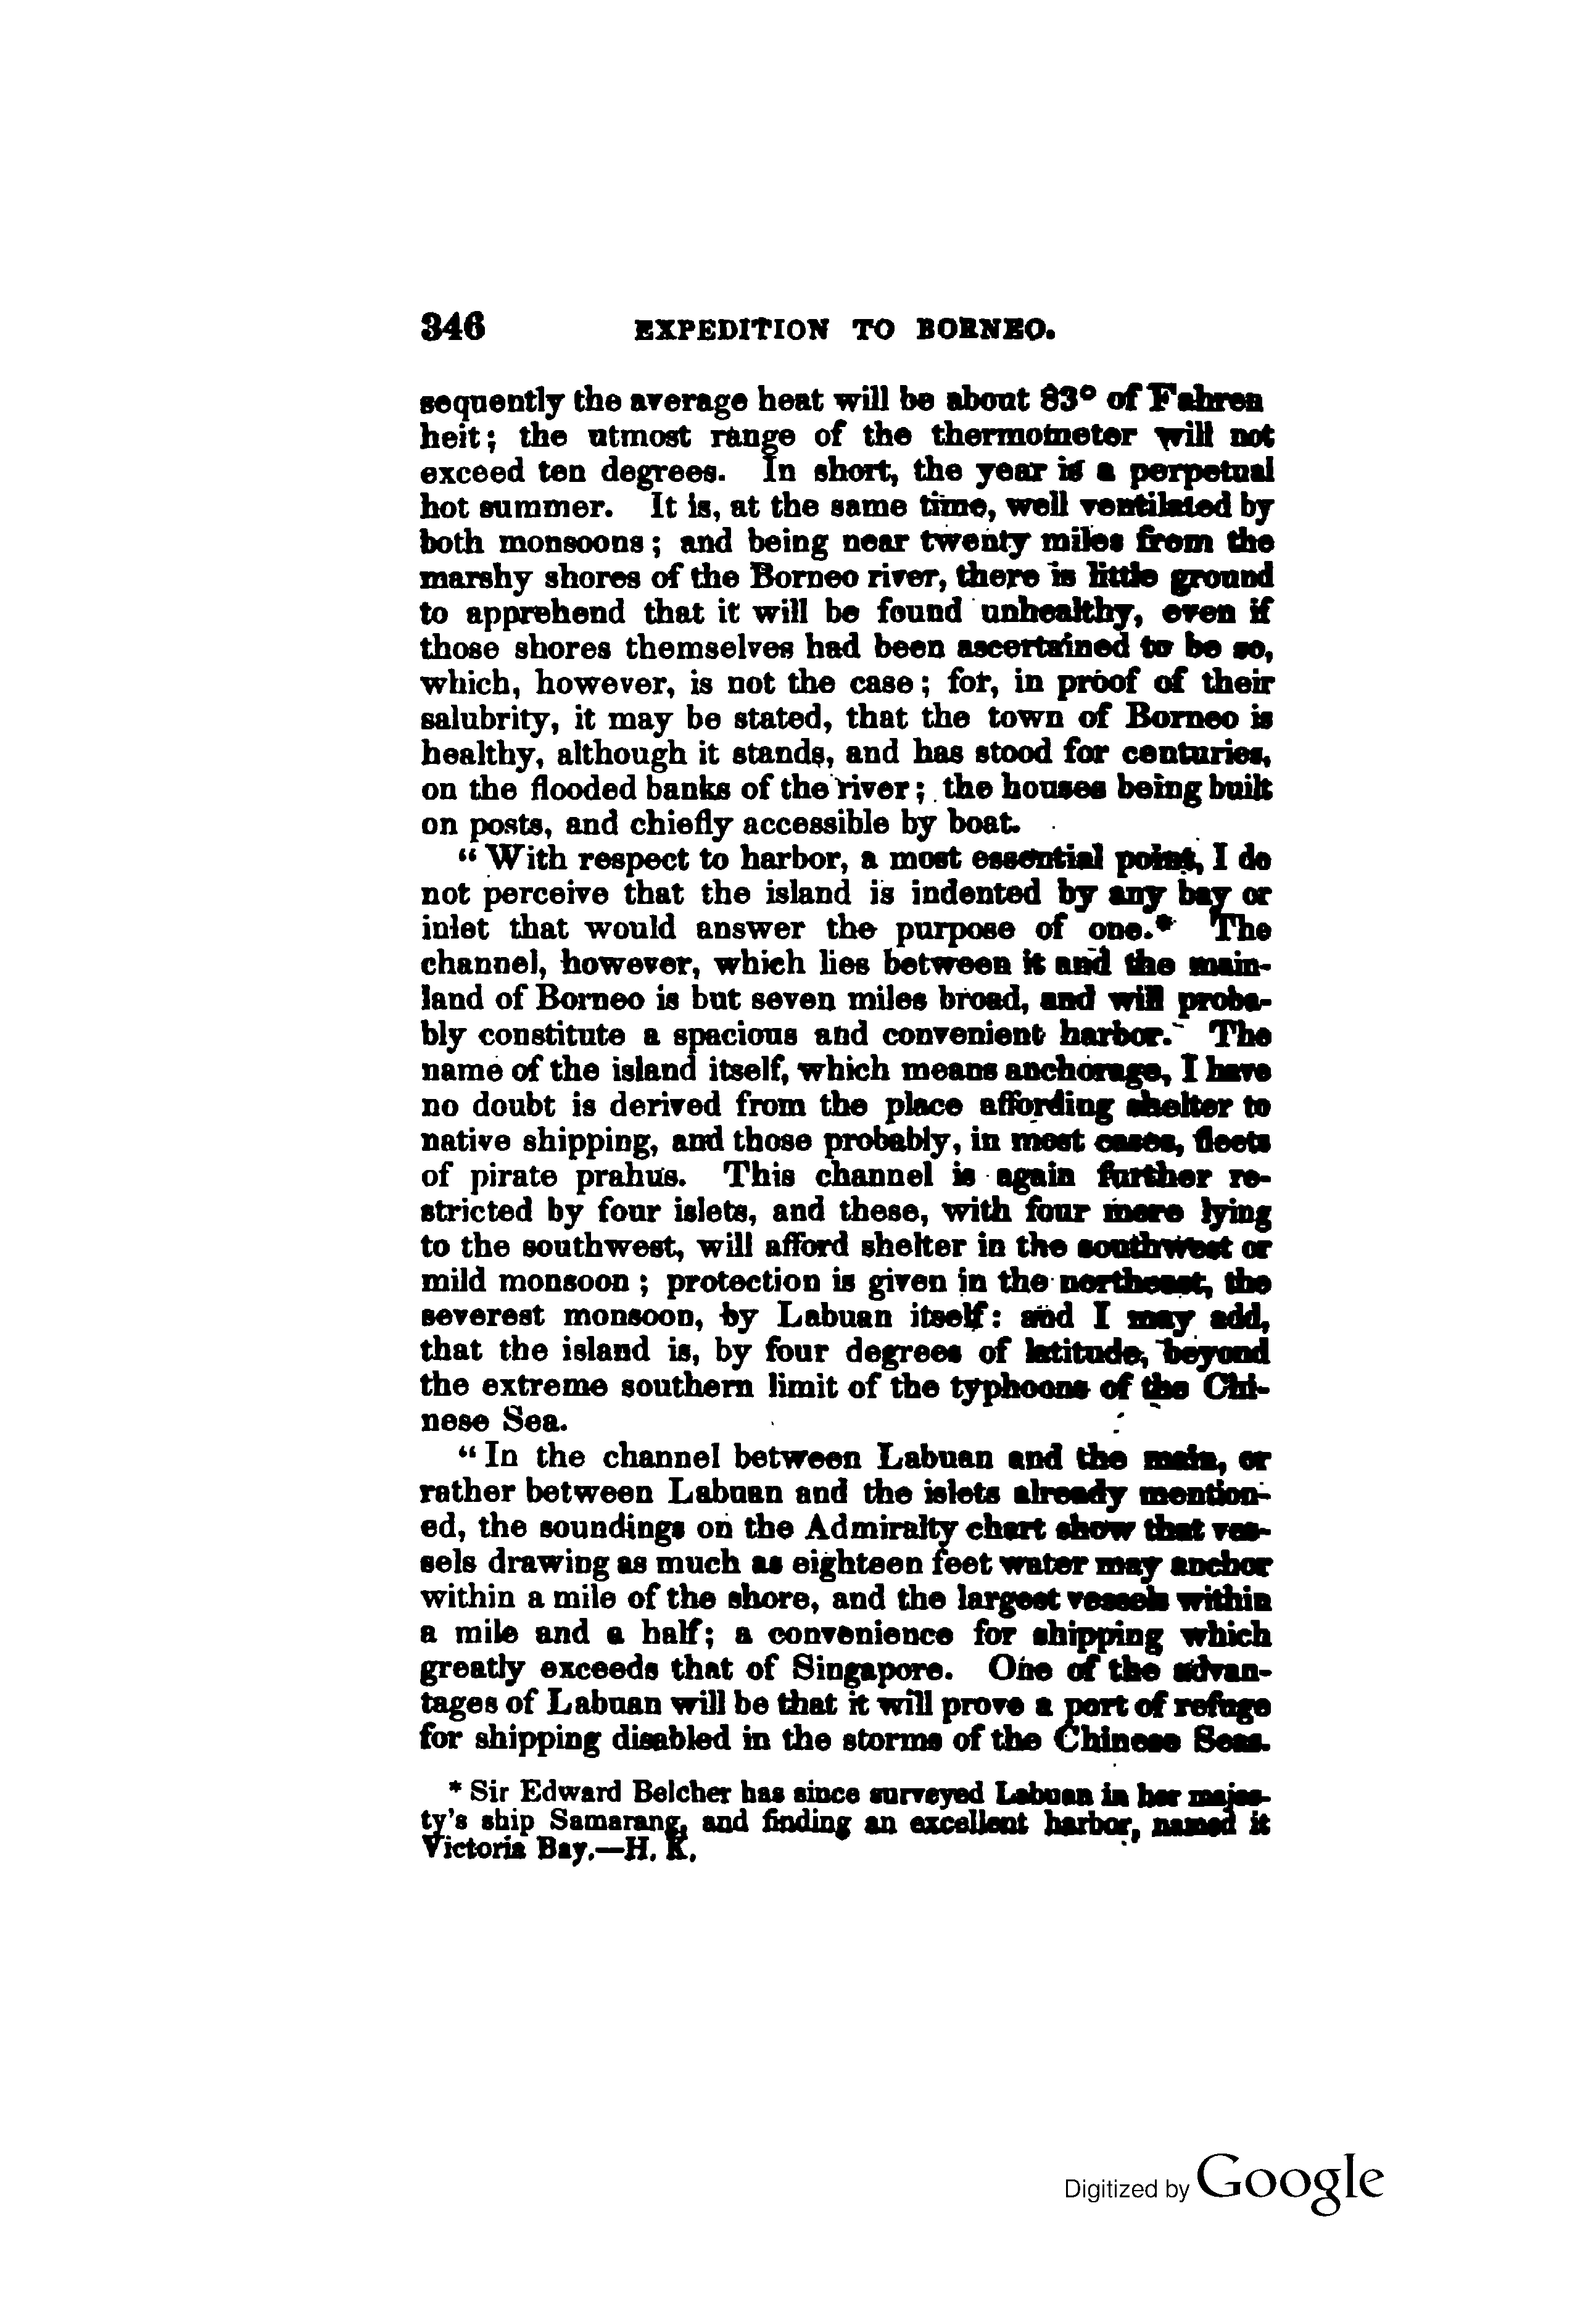 346 EXPEDITION TO BORNEO.
sequently the average heat will be about 83° of Fahren
heit; the utmost range of the thermometer will not
exceed ten degrees. In short, the year is a perpetual
hot summer. It is, at the same time, well ventilated by
both monsoons; and being near twenty miles from the
marshy shores of the Borneo river, there is little ground
to apprehend that it will be found unhealthy, even if
those shores themselves had been ascertained to be so,
which, however, is not the case; for, in proof of their
salubrity, it may be stated, that the town of Borneo is
healthy, although it stands, and has stood for centuries,
on the flooded banks of the river; the houses being built
on posts, and chiefly accessible by boat.
“With respect to harbor, a most essential point, I do
not perceive that the island is indented by any bay or
inlet that would answer the purpose of one.* The
channel, however, which lies between it and the main-
land of Borneo is but seven miles broad, and will proba-
bly constitute a spacious and convenient harbor. The
name of the island itself, which means anchorage, I have
no doubt is derived from the place affording shelter to
native shipping, and those probably, in most cases, fleets
of pirate prahus. This channel is again further re-
stricted by four islets, and these, with four more lying
to the southwest, will afford shelter in the southwest or
mild monsoon; protection is given in the northeast, the
severest monsoon, by Labuan itself: and I may add,
that the island is, by four degrees of latitude, beyond
the extreme southern limit of the typhoons of the Chi-
nese Sea.
“In the channel between Labuan and the main, or
rather between Labuan and the islets already mention-
ed, the soundings on the Admiralty chart show that ves-
sels drawing as much as eighteen feet water may anchor
within a mile of the shore, and the largest vessels within
a mile and a half; a convenience for shipping which
greatly exceeds that of Singapore. One of the advan-
tages of Labuan will be that it will prove a port of refuge
for shipping disabled in the storms of the Chinese Seas.
* Sir Edward Belcher has since surveyed Labuan in her majes-
ty's ship Samarang, and finding an excellent harbor, named it
Victoria Bay.—H. K.
Digitized by Google